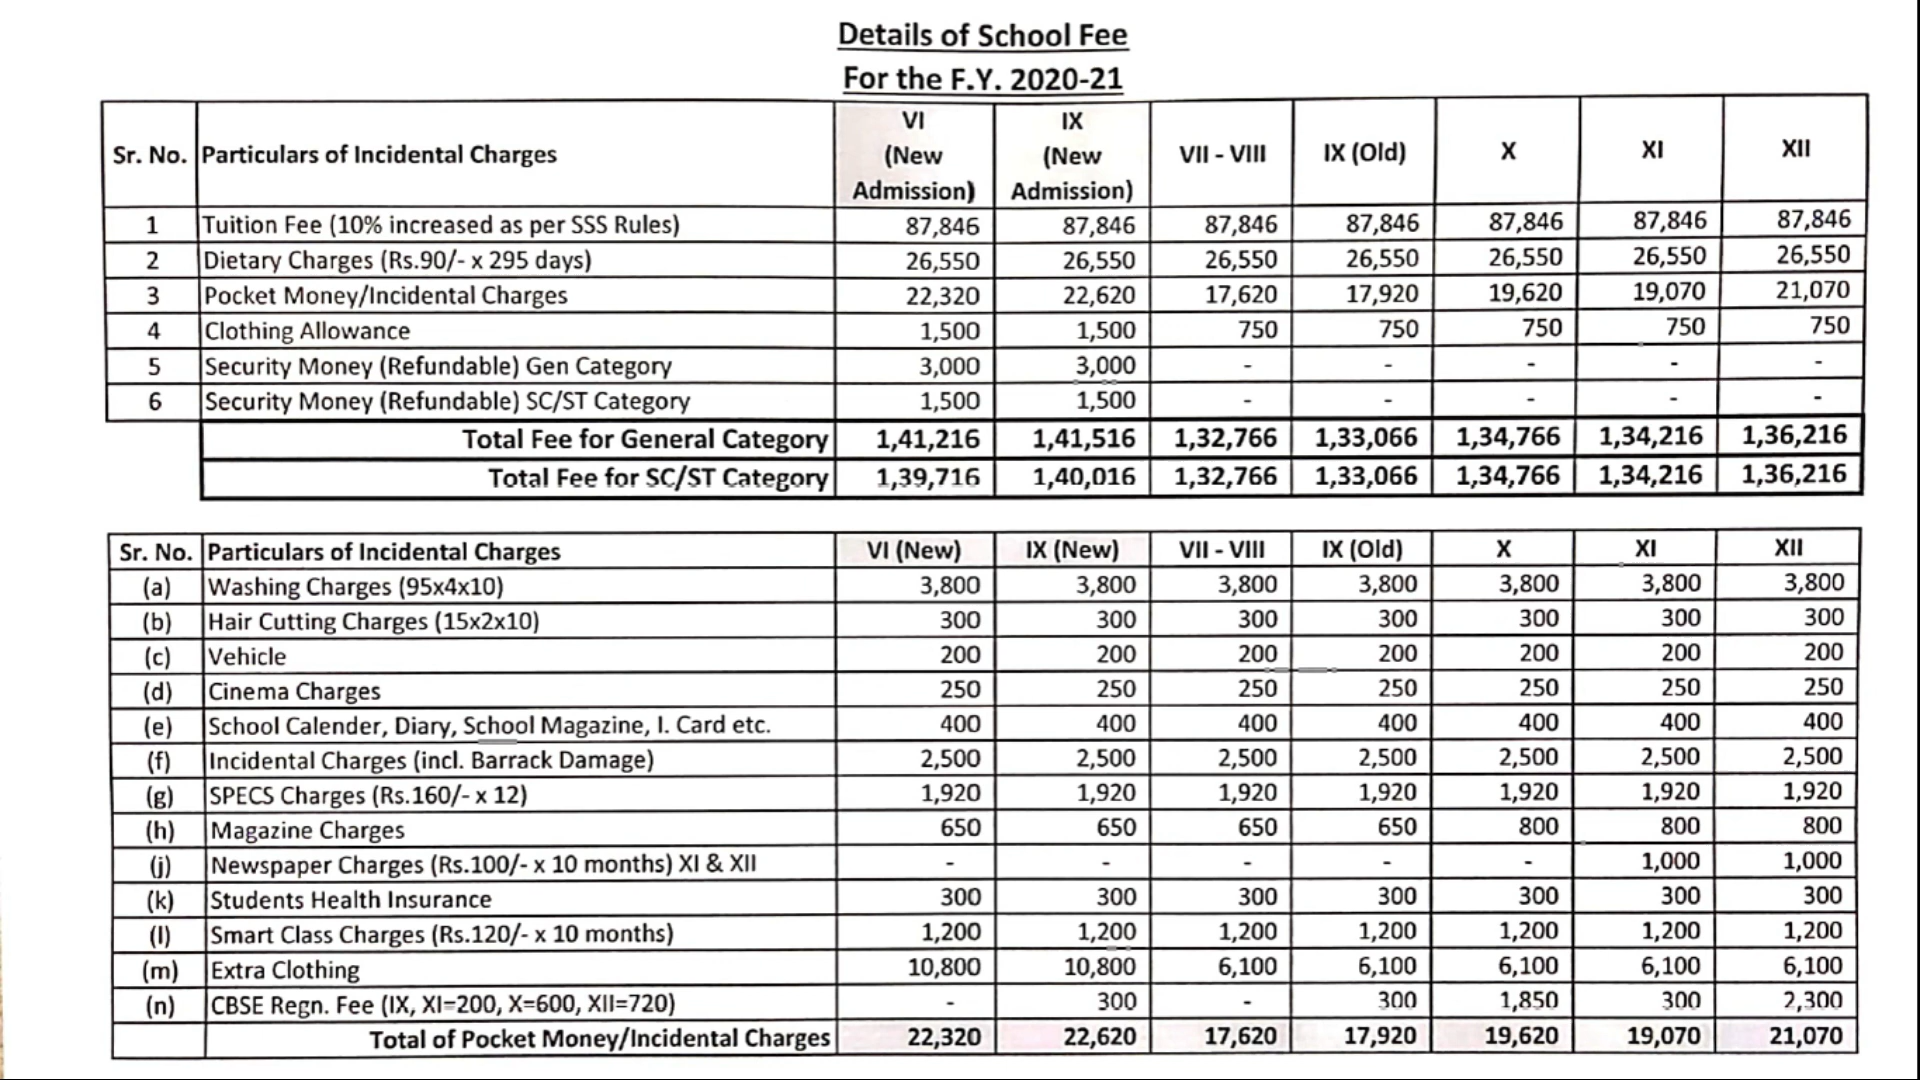 Details of School Fee
For the F.Y. 2020-21
Sr. No. Particulars of Incidental Charges VI (New Admission) IX (New Admission) VII - VIII IX (Old) X XI XII
1 Tuition Fee (10% increased as per SSS Rules) 87,846 87,846 87,846 87,846 87,846 87,846 87,846
2 Dietary Charges (Rs.90/- x 295 days) 26,550 26,550 26,550 26,550 26,550 26,550 26,550
3 Pocket Money/Incidental Charges 22,320 22,620 17,620 17,920 19,620 19,070 21,070
4 Clothing Allowance 1,500 1,500 750 750 750 750 750
5 Security Money (Refundable) Gen Category 3,000 3,000 - - - - -
6 Security Money (Refundable) SC/ST Category 1,500 1,500 - - - - -
Total Fee for General Category 1,41,216 1,41,516 1,32,766 1,33,066 1,34,766 1,34,216 1,36,216
Total Fee for SC/ST Category 1,39,716 1,40,016 1,32,766 1,33,066 1,34,766 1,34,216 1,36,216
Sr. No. Particulars of Incidental Charges VI (New) IX (New) VII - VIII IX (Old) X XI XII
(a) Washing Charges (95x4x10) 3,800 3,800 3,800 3,800 3,800 3,800 3,800
(b) Hair Cutting Charges (15x2x10) 300 300 300 300 300 300 300
(c) Vehicle 200 200 200 200 200 200 200
(d) Cinema Charges 250 250 250 250 250 250 250
(e) School Calender, Diary, School Magazine, I. Card etc. 400 400 400 400 400 400 400
(f) Incidental Charges (incl. Barrack Damage) 2,500 2,500 2,500 2,500 2,500 2,500 2,500
(g) SPECS Charges (Rs.160/- x 12) 1,920 1,920 1,920 1,920 1,920 1,920 1,920
(h) Magazine Charges 650 650 650 650 800 800 800
(j) Newspaper Charges (Rs.100/- x 10 months) XI & XII - - - - - 1,000 1,000
(k) Students Health Insurance 300 300 300 300 300 300 300
(l) Smart Class Charges (Rs.120/- x 10 months) 1,200 1,200 1,200 1,200 1,200 1,200 1,200
(m) Extra Clothing 10,800 10,800 6,100 6,100 6,100 6,100 6,100
(n) CBSE Regn. Fee (IX, XI=200, X=600, XII=720) - 300 - 300 1,850 300 2,300
Total of Pocket Money/Incidental Charges 22,320 22,620 17,620 17,920 19,620 19,070 21,070